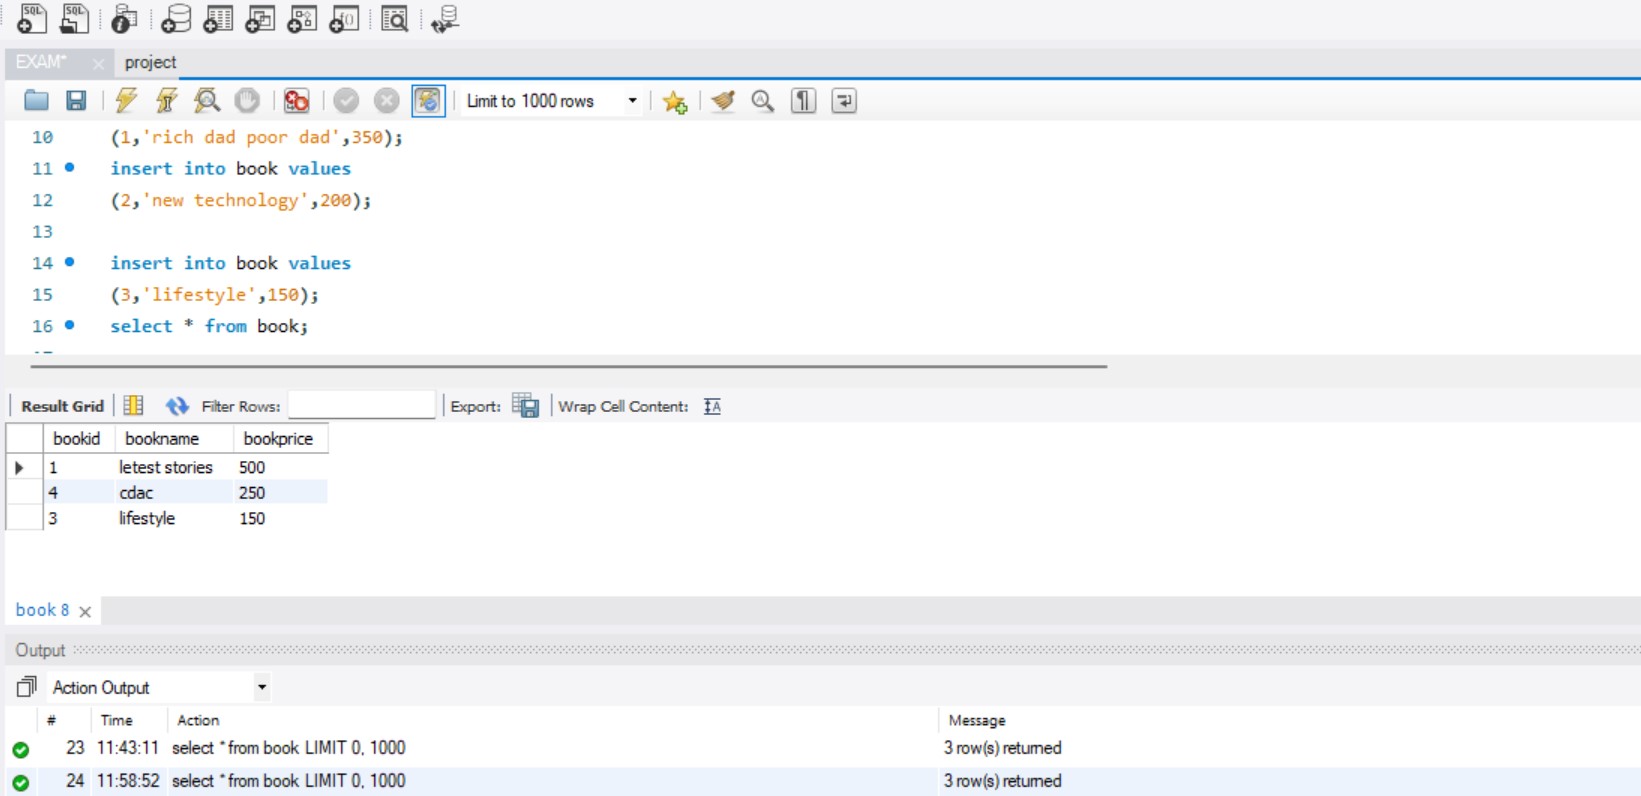 SQL SQL
EXAM* project
Limit to 1000 rows
10 (1,'rich dad poor dad',350);
11 insert into book values
12 (2,'new technology',200);
13
14 insert into book values
15 (3,'lifestyle',150);
16 select * from book;
Result Grid Filter Rows: Export: Wrap Cell Content:
bookid bookname bookprice
1 letest stories 500
4 cdac 250
3 lifestyle 150
book 8
Output
Action Output
# Time Action Message
23 11:43:11 select * from book LIMIT 0, 1000 3 row(s) returned
24 11:58:52 select * from book LIMIT 0, 1000 3 row(s) returned